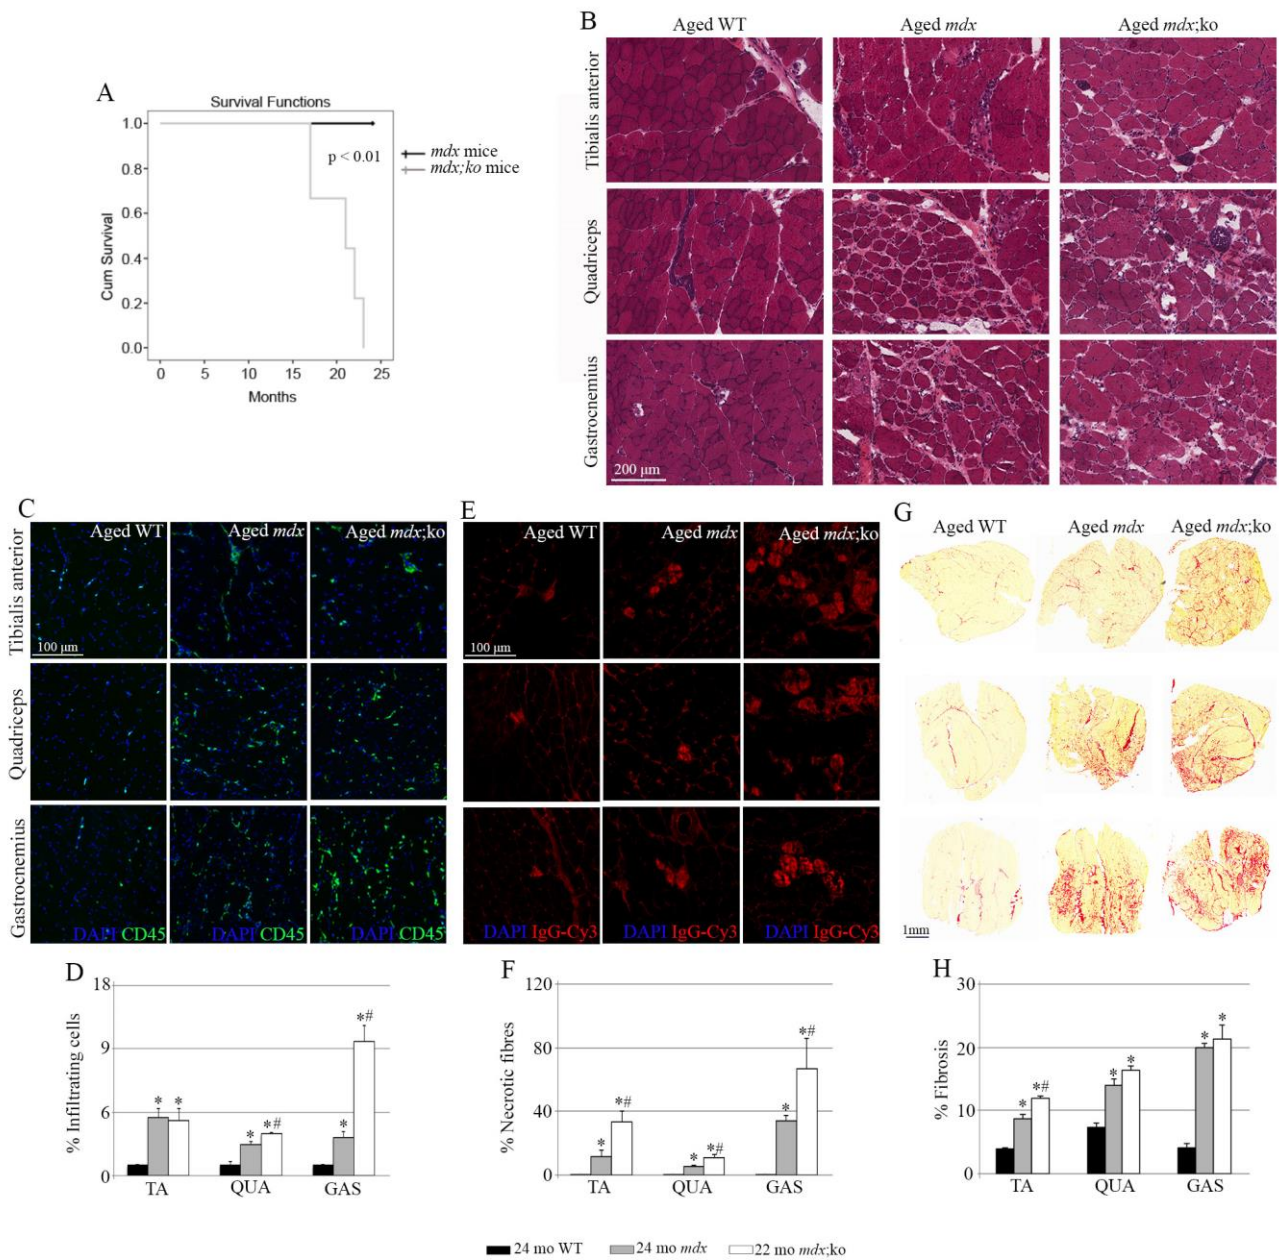 A
Survival Functions
1.0
0.8
0.6
0.4
0.2
0.0
Cum Survival
0 5 10 15 20 25
Months
p < 0.01
mdx mice
mdx;ko mice
B
Aged WT Aged mdx Aged mdx;ko
Tibialis anterior
Quadriceps
Gastrocnemius
200 μm
C
Aged WT Aged mdx Aged mdx;ko
Tibialis anterior
100 μm
Quadriceps
Gastrocnemius
DAPI CD45 DAPI CD45 DAPI CD45
E
Aged WT Aged mdx Aged mdx;ko
100 μm
DAPI IgG-Cy3 DAPI IgG-Cy3 DAPI IgG-Cy3
G
Aged WT Aged mdx Aged mdx;ko
1mm
D
% Infiltrating cells
18
9
6
0
* * * *# * *#
TA QUA GAS
F
% Necrotic fibres
120
80
40
0
* *# * *# * *#
TA QUA GAS
H
% Fibrosis
30
20
10
0
* *# * * * *
TA QUA GAS
24 mo WT 24 mo mdx 22 mo mdx;ko